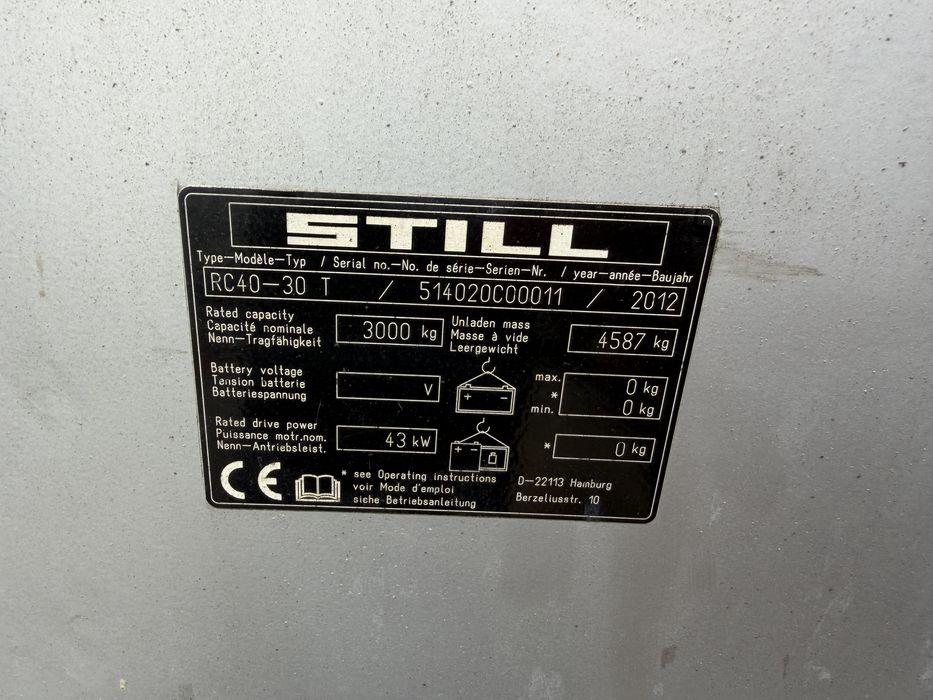 STILL
Type-Modèle-Typ / Serial no.-No. de série-Serien-Nr. / year-année-Baujahr
RC40-30 T / 514020C00011 / 2012
Rated capacity
Capacité nominale
Nenn-Tragfähigkeit
3000 kg
Unladen mass
Masse à vide
Leergewicht
4587 kg
Battery voltage
Tension batterie
Batteriespannung
V
+ -
max. 0 kg
*
min. 0 kg
Rated drive power
Puissance motr.nom.
Nenn-Antriebsleist.
43 kW
+ -
* 0 kg
CE
* see Operating instructions
voir Mode d'emploi
siehe Betriebsanleitung
D-22113 Hamburg
Berzeliusstr. 10